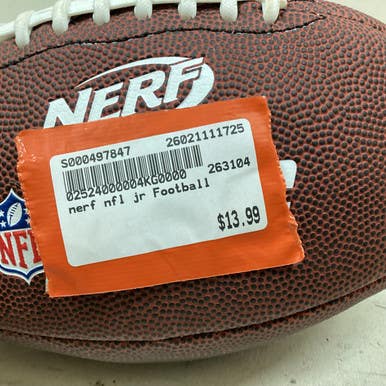 NERF
S000497847 26021111725
263104
02524000004KG0000
nerf nfl jr Football
$13.99
NFL